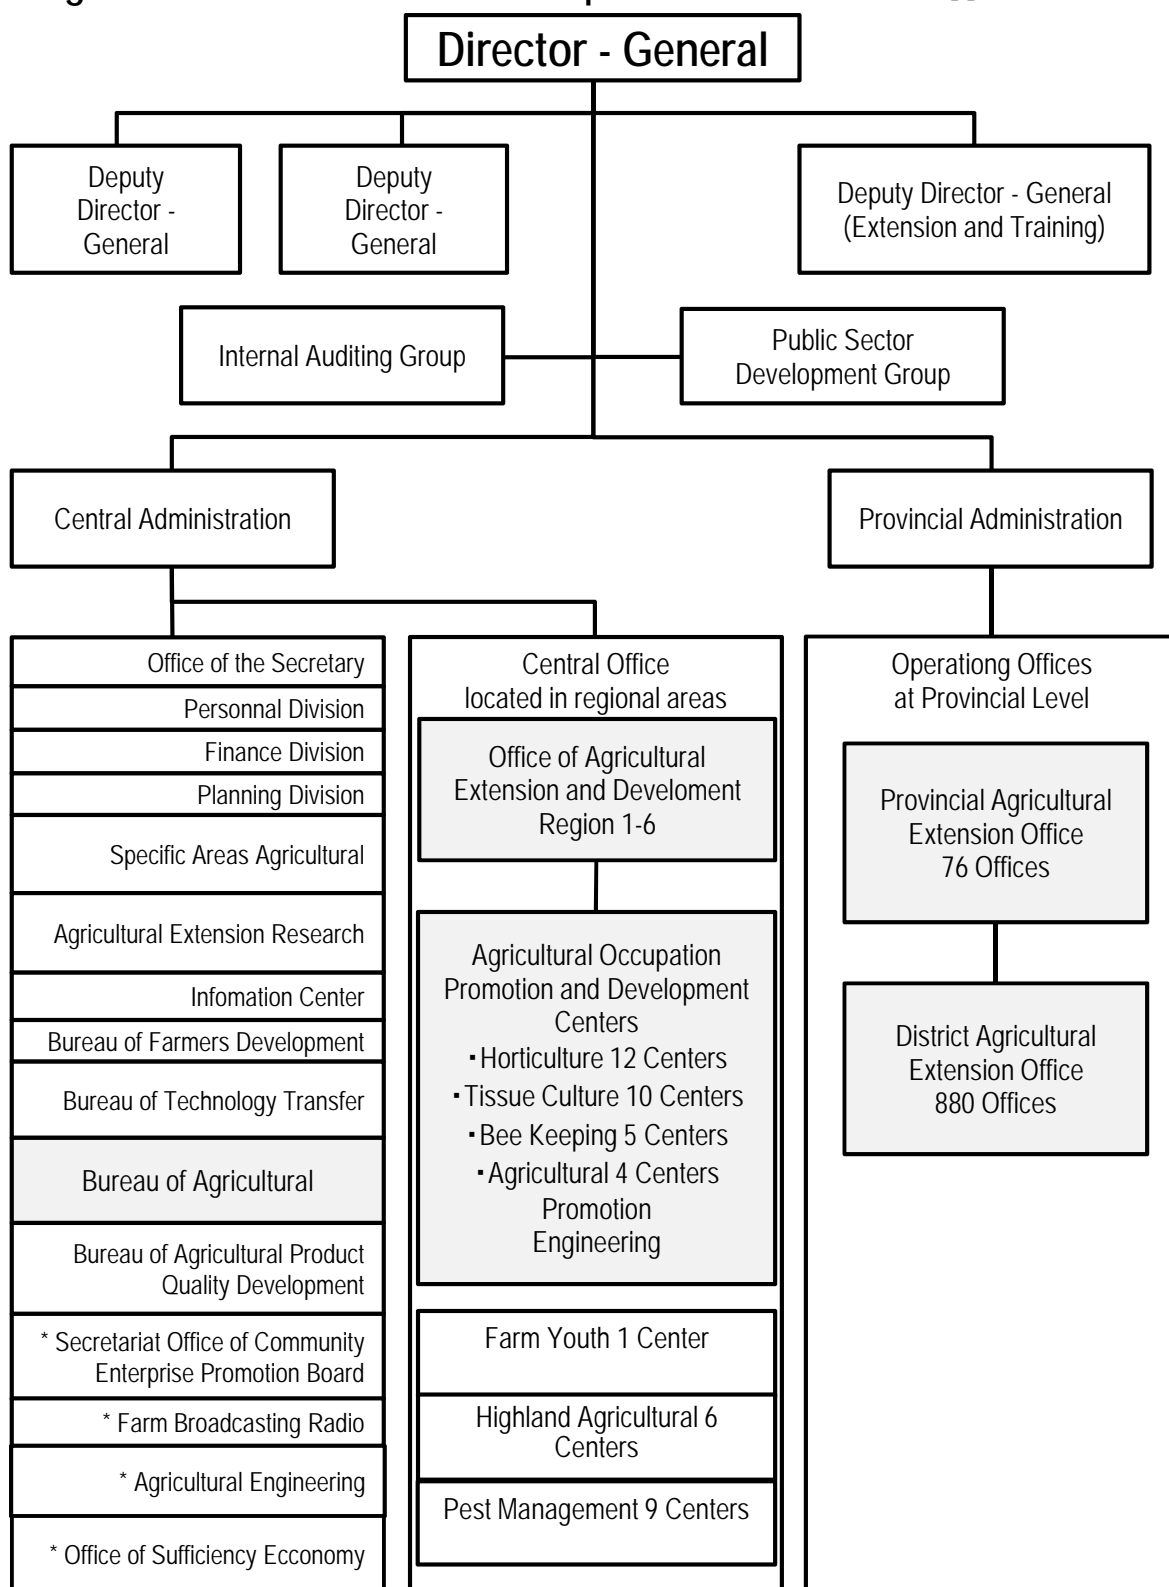 Director - General
Deputy
Director -
General
Deputy
Director -
General
Deputy Director - General
(Extension and Training)
Internal Auditing Group
Public Sector
Development Group
Central Administration
Provincial Administration
Office of the Secretary
Personnal Division
Finance Division
Planning Division
Specific Areas Agricultural
Agricultural Extension Research
Infomation Center
Bureau of Farmers Development
Bureau of Technology Transfer
Bureau of Agricultural
Bureau of Agricultural Product
Quality Development
* Secretariat Office of Community
Enterprise Promotion Board
* Farm Broadcasting Radio
* Agricultural Engineering
* Office of Sufficiency Ecconomy
Central Office
located in regional areas
Office of Agricultural
Extension and Develoment
Region 1-6
Agricultural Occupation
Promotion and Development
Centers
▪Horticulture 12 Centers
▪Tissue Culture 10 Centers
▪Bee Keeping 5 Centers
▪Agricultural 4 Centers
Promotion
Engineering
Farm Youth 1 Center
Highland Agricultural 6
Centers
Pest Management 9 Centers
Operationg Offices
at Provincial Level
Provincial Agricultural
Extension Office
76 Offices
District Agricultural
Extension Office
880 Offices